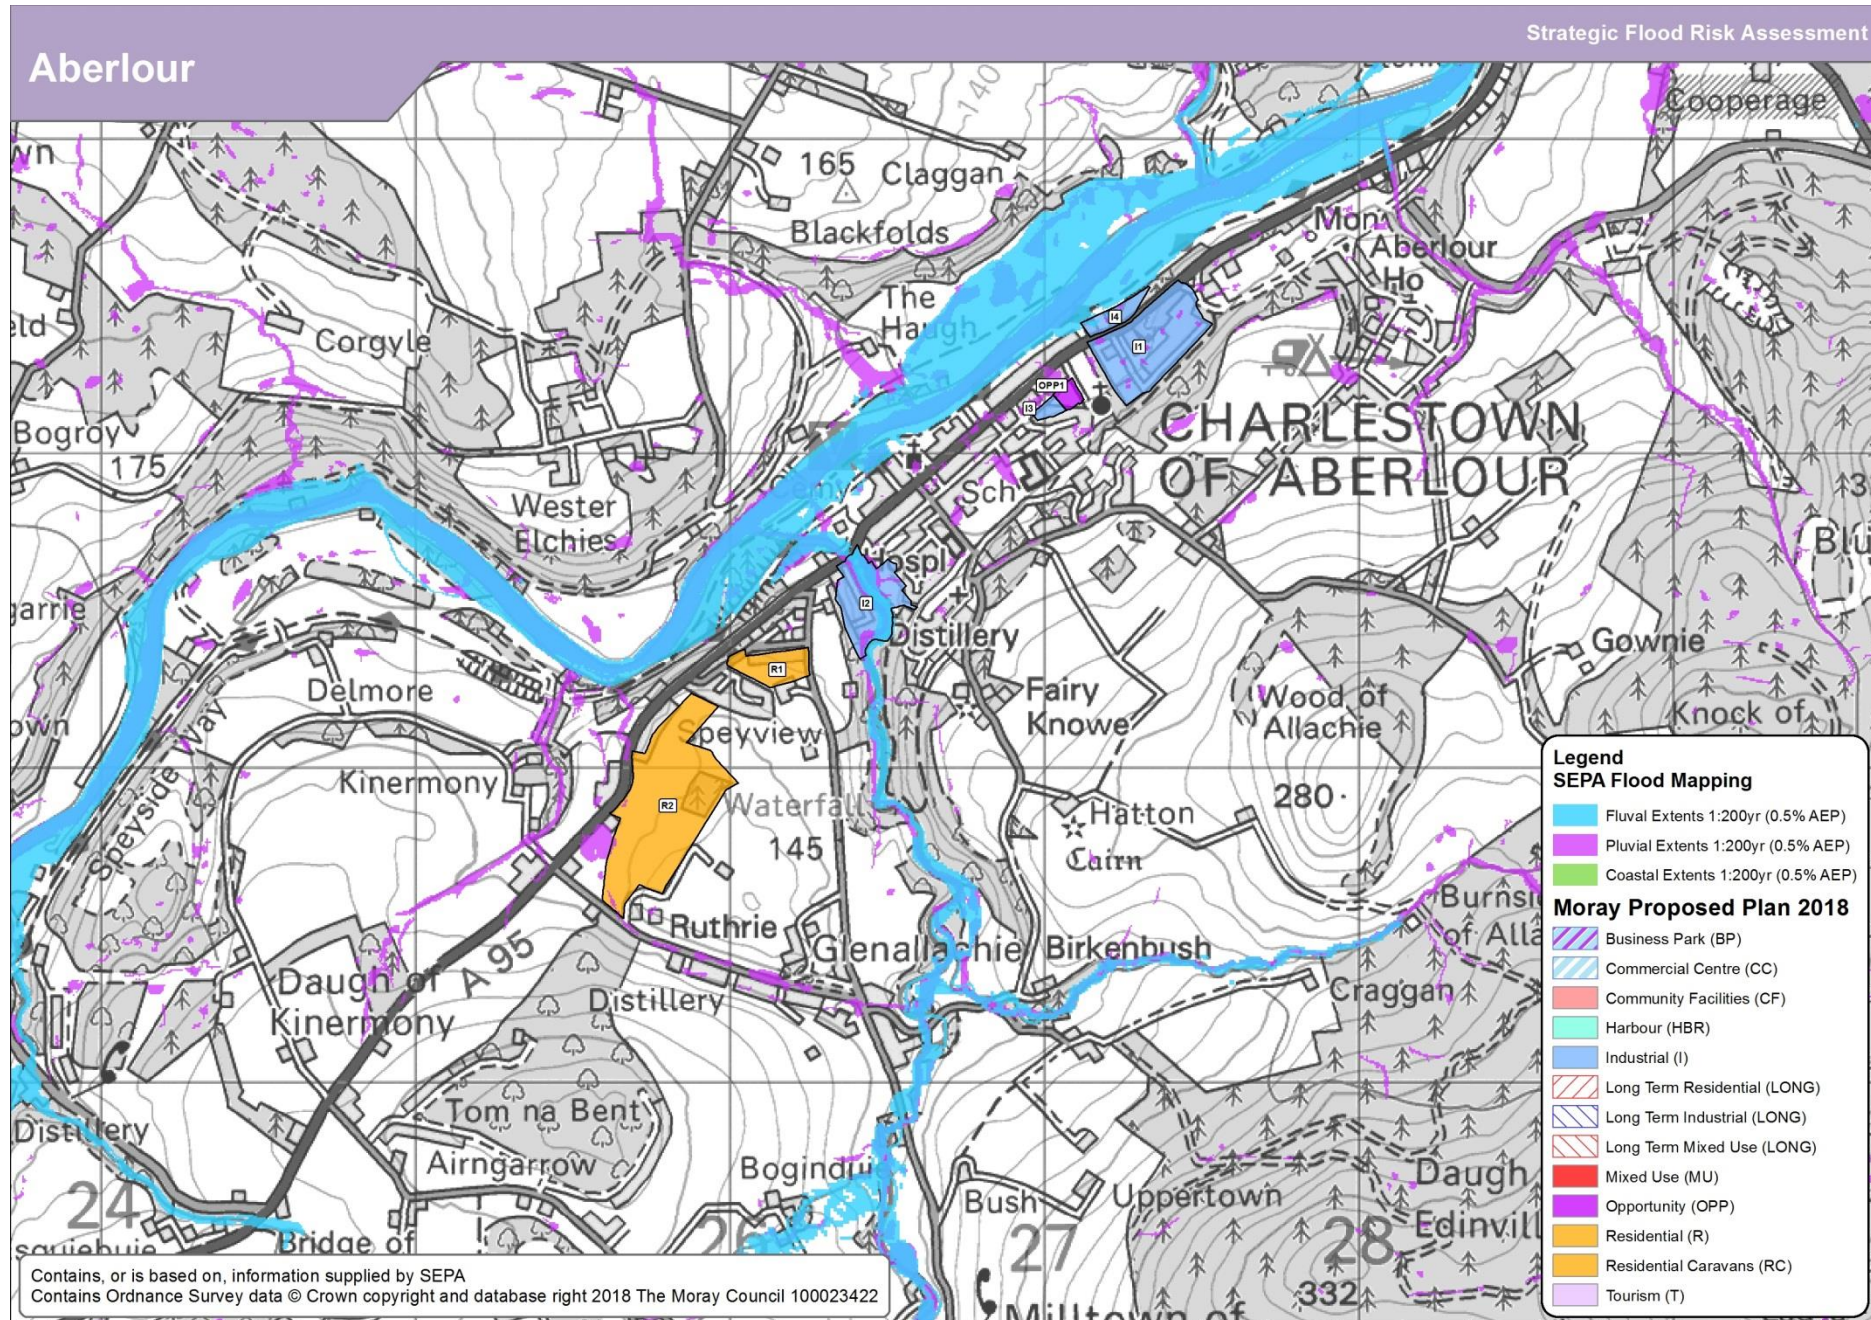 Strategic Flood Risk Assessment
Aberlour
Cooperage
140
165
Claggan
Blackfolds
Mon
Aberlour
Ho
The
Haugh
I4
I1
OPP1
I3
Corgyle
CHARLESTOWN
OF ABERLOUR
Bogroy
175
Sch
Wester
Elchies
Hospl
I2
Distillery
Gownie
R1
Delmore
Fairy
Knowe
Wood of
Allachie
Knock of
Speyview
Speyside Way
Kinermony
R2
Waterfall
145
Hatton
Cairn
280
Ruthrie
Glenallachie
Birkenbush
A 95
Daugh of
Kinermony
Distillery
Craggan
Distillery
Tom na Bent
Airngarrow
Bush
Uppertown
Daugh
24
26
27
28
Bridge of
Milltown of
332
Legend
SEPA Flood Mapping
Fluval Extents 1:200yr (0.5% AEP)
Pluvial Extents 1:200yr (0.5% AEP)
Coastal Extents 1:200yr (0.5% AEP)
Moray Proposed Plan 2018
Business Park (BP)
Commercial Centre (CC)
Community Facilities (CF)
Harbour (HBR)
Industrial (I)
Long Term Residential (LONG)
Long Term Industrial (LONG)
Long Term Mixed Use (LONG)
Mixed Use (MU)
Opportunity (OPP)
Residential (R)
Residential Caravans (RC)
Tourism (T)
Contains, or is based on, information supplied by SEPA
Contains Ordnance Survey data © Crown copyright and database right 2018 The Moray Council 100023422